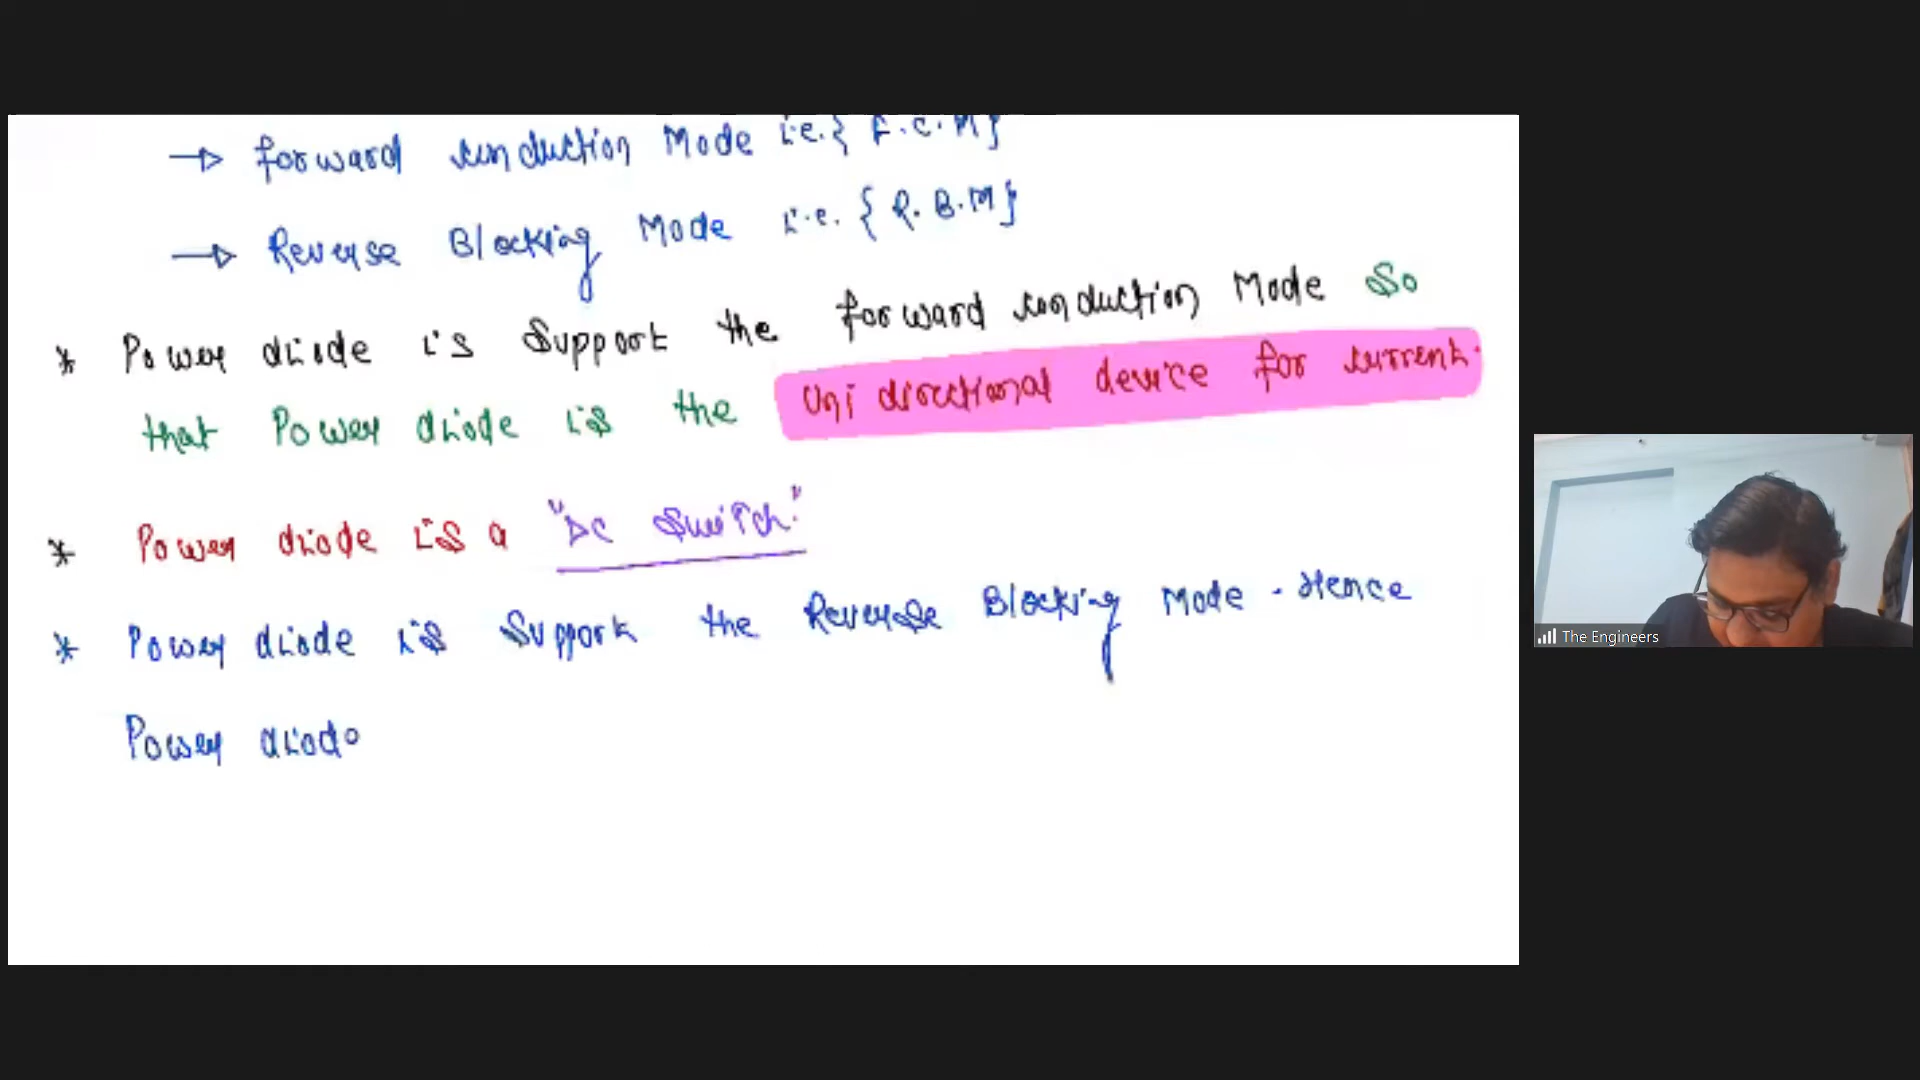 → forward conduction Mode i.e. { F.C.M}
→ Reverse Blocking Mode i.e. { R.B.M}
* Power diode is support the forward conduction Mode so
that Power diode is the Uni directional device for current.
* Power diode is a "DC Switch."
* Power diode is support the Reverse Blocking Mode. Hence
Power diode
The Engineers